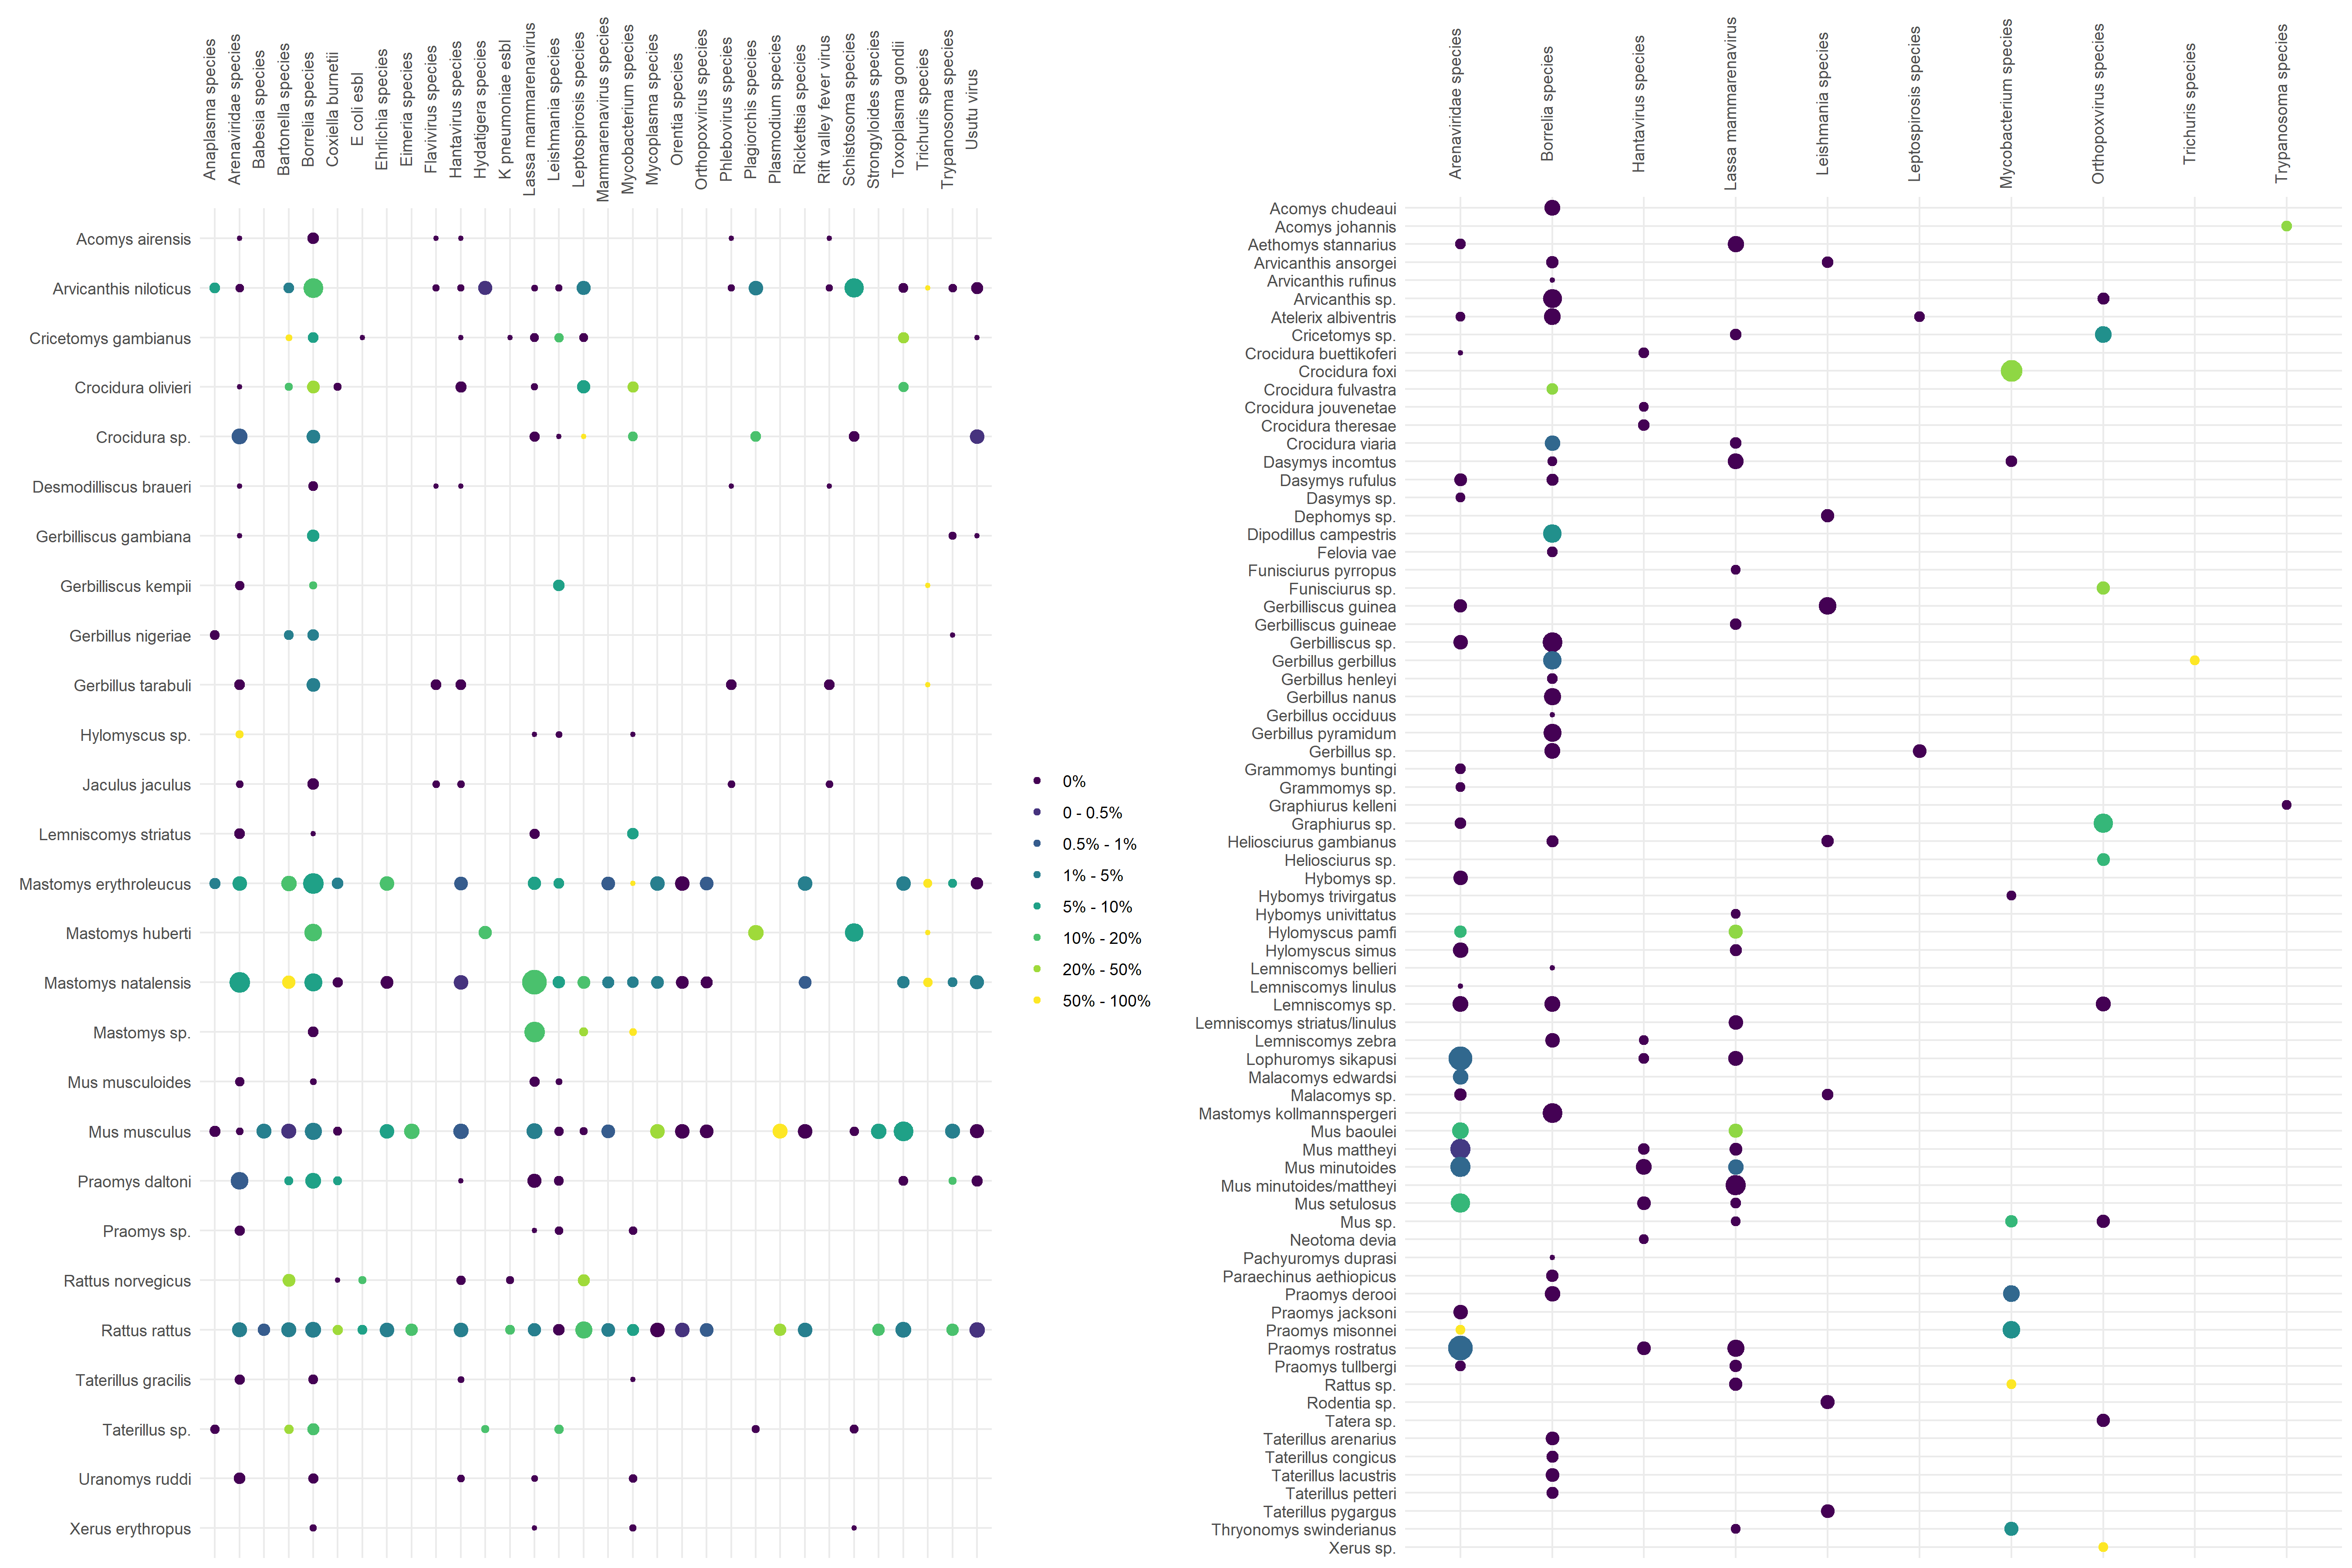 Anaplasma species
Arenaviridae species
Babesia species
Bartonella species
Borrelia species
Coxiella burnetii
E coli esbl
Ehrlichia species
Eimeria species
Flavivirus species
Hantavirus species
Hydatigera species
K pneumoniae esbl
Lassa mammarenavirus
Leishmania species
Leptospirosis species
Mammarenavirus species
Mycobacterium species
Mycoplasma species
Orentia species
Orthopoxvirus species
Phlebovirus species
Plagiorchis species
Plasmodium species
Rickettsia species
Rift valley fever virus
Schistosoma species
Strongyloides species
Toxoplasma gondii
Trichuris species
Trypanosoma species
Usutu virus
Acomys airensis
Arvicanthis niloticus
Cricetomys gambianus
Crocidura olivieri
Crocidura sp.
Desmodilliscus braueri
Gerbilliscus gambiana
Gerbilliscus kempii
Gerbillus nigeriae
Gerbillus tarabuli
Hylomyscus sp.
Jaculus jaculus
Lemniscomys striatus
Mastomys erythroleucus
Mastomys huberti
Mastomys natalensis
Mastomys sp.
Mus musculoides
Mus musculus
Praomys daltoni
Praomys sp.
Rattus norvegicus
Rattus rattus
Taterillus gracilis
Taterillus sp.
Uranomys ruddi
Xerus erythropus
0%
0 - 0.5%
0.5% - 1%
1% - 5%
5% - 10%
10% - 20%
20% - 50%
50% - 100%
Arenaviridae species
Borrelia species
Hantavirus species
Lassa mammarenavirus
Leishmania species
Leptospirosis species
Mycobacterium species
Orthopoxvirus species
Trichuris species
Trypanosoma species
Acomys chudeaui
Acomys johannis
Aethomys stannarius
Arvicanthis ansorgei
Arvicanthis rufinus
Arvicanthis sp.
Atelerix albiventris
Cricetomys sp.
Crocidura buettikoferi
Crocidura foxi
Crocidura fulvastra
Crocidura jouvenetae
Crocidura theresae
Crocidura viaria
Dasymys incomtus
Dasymys rufulus
Dasymys sp.
Dephomys sp.
Dipodillus campestris
Felovia vae
Funisciurus pyrropus
Funisciurus sp.
Gerbilliscus guinea
Gerbilliscus guineae
Gerbilliscus sp.
Gerbillus gerbillus
Gerbillus henleyi
Gerbillus nanus
Gerbillus occiduus
Gerbillus pyramidum
Gerbillus sp.
Grammomys buntingi
Grammomys sp.
Graphiurus kelleni
Graphiurus sp.
Heliosciurus gambianus
Heliosciurus sp.
Hybomys sp.
Hybomys trivirgatus
Hybomys univittatus
Hylomyscus pamfi
Hylomyscus simus
Lemniscomys bellieri
Lemniscomys linulus
Lemniscomys sp.
Lemniscomys striatus/linulus
Lemniscomys zebra
Lophuromys sikapusi
Malacomys edwardsi
Malacomys sp.
Mastomys kollmannspergeri
Mus baoulei
Mus mattheyi
Mus minutoides
Mus minutoides/mattheyi
Mus setulosus
Mus sp.
Neotoma devia
Pachyuromys duprasi
Paraechinus aethiopicus
Praomys derooi
Praomys jacksoni
Praomys misonnei
Praomys rostratus
Praomys tullbergi
Rattus sp.
Rodentia sp.
Tatera sp.
Taterillus arenarius
Taterillus congicus
Taterillus lacustris
Taterillus petteri
Taterillus pygargus
Thryonomys swinderianus
Xerus sp.